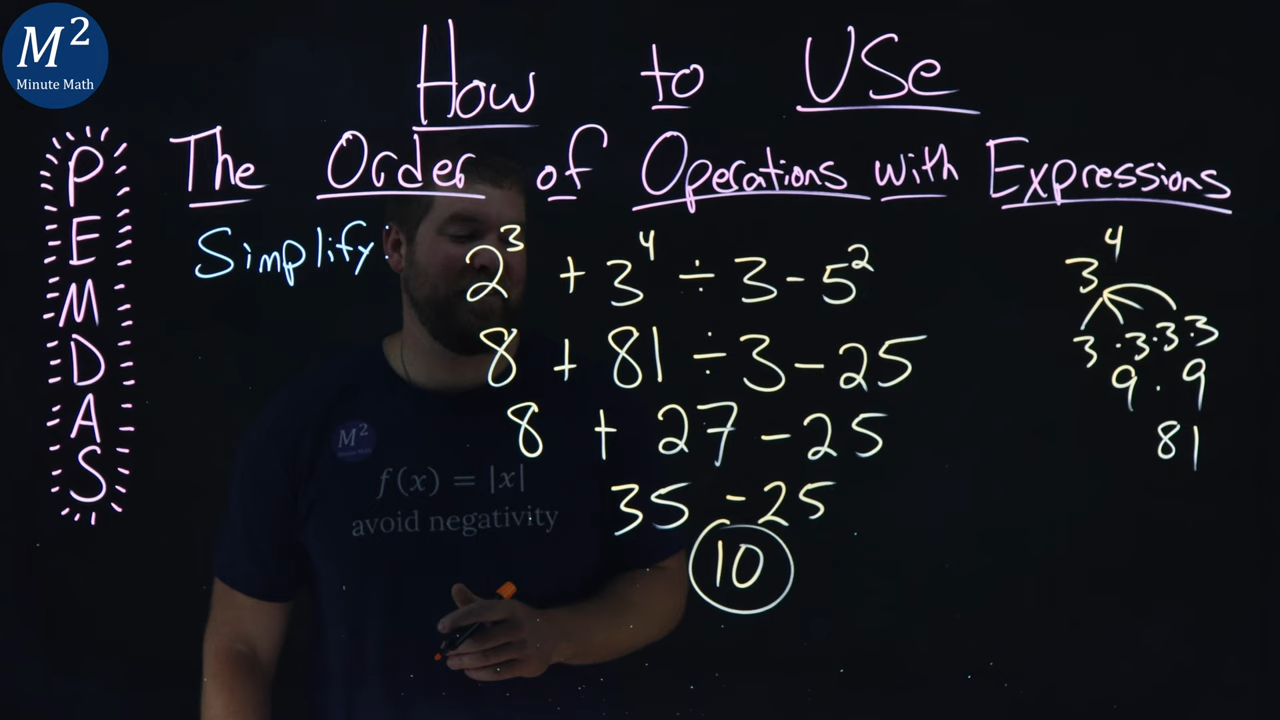 M²
Minute Math
How to Use
The Order of Operations with Expressions
P
E
M
D
A
S
Simplify:
2³ + 3⁴ ÷ 3 - 5²
8 + 81 ÷ 3 - 25
8 + 27 - 25
35 - 25
10
3⁴
3 · 3 · 3 · 3
9 · 9
81
M²
Minute Math
f(x) = |x|
avoid negativity